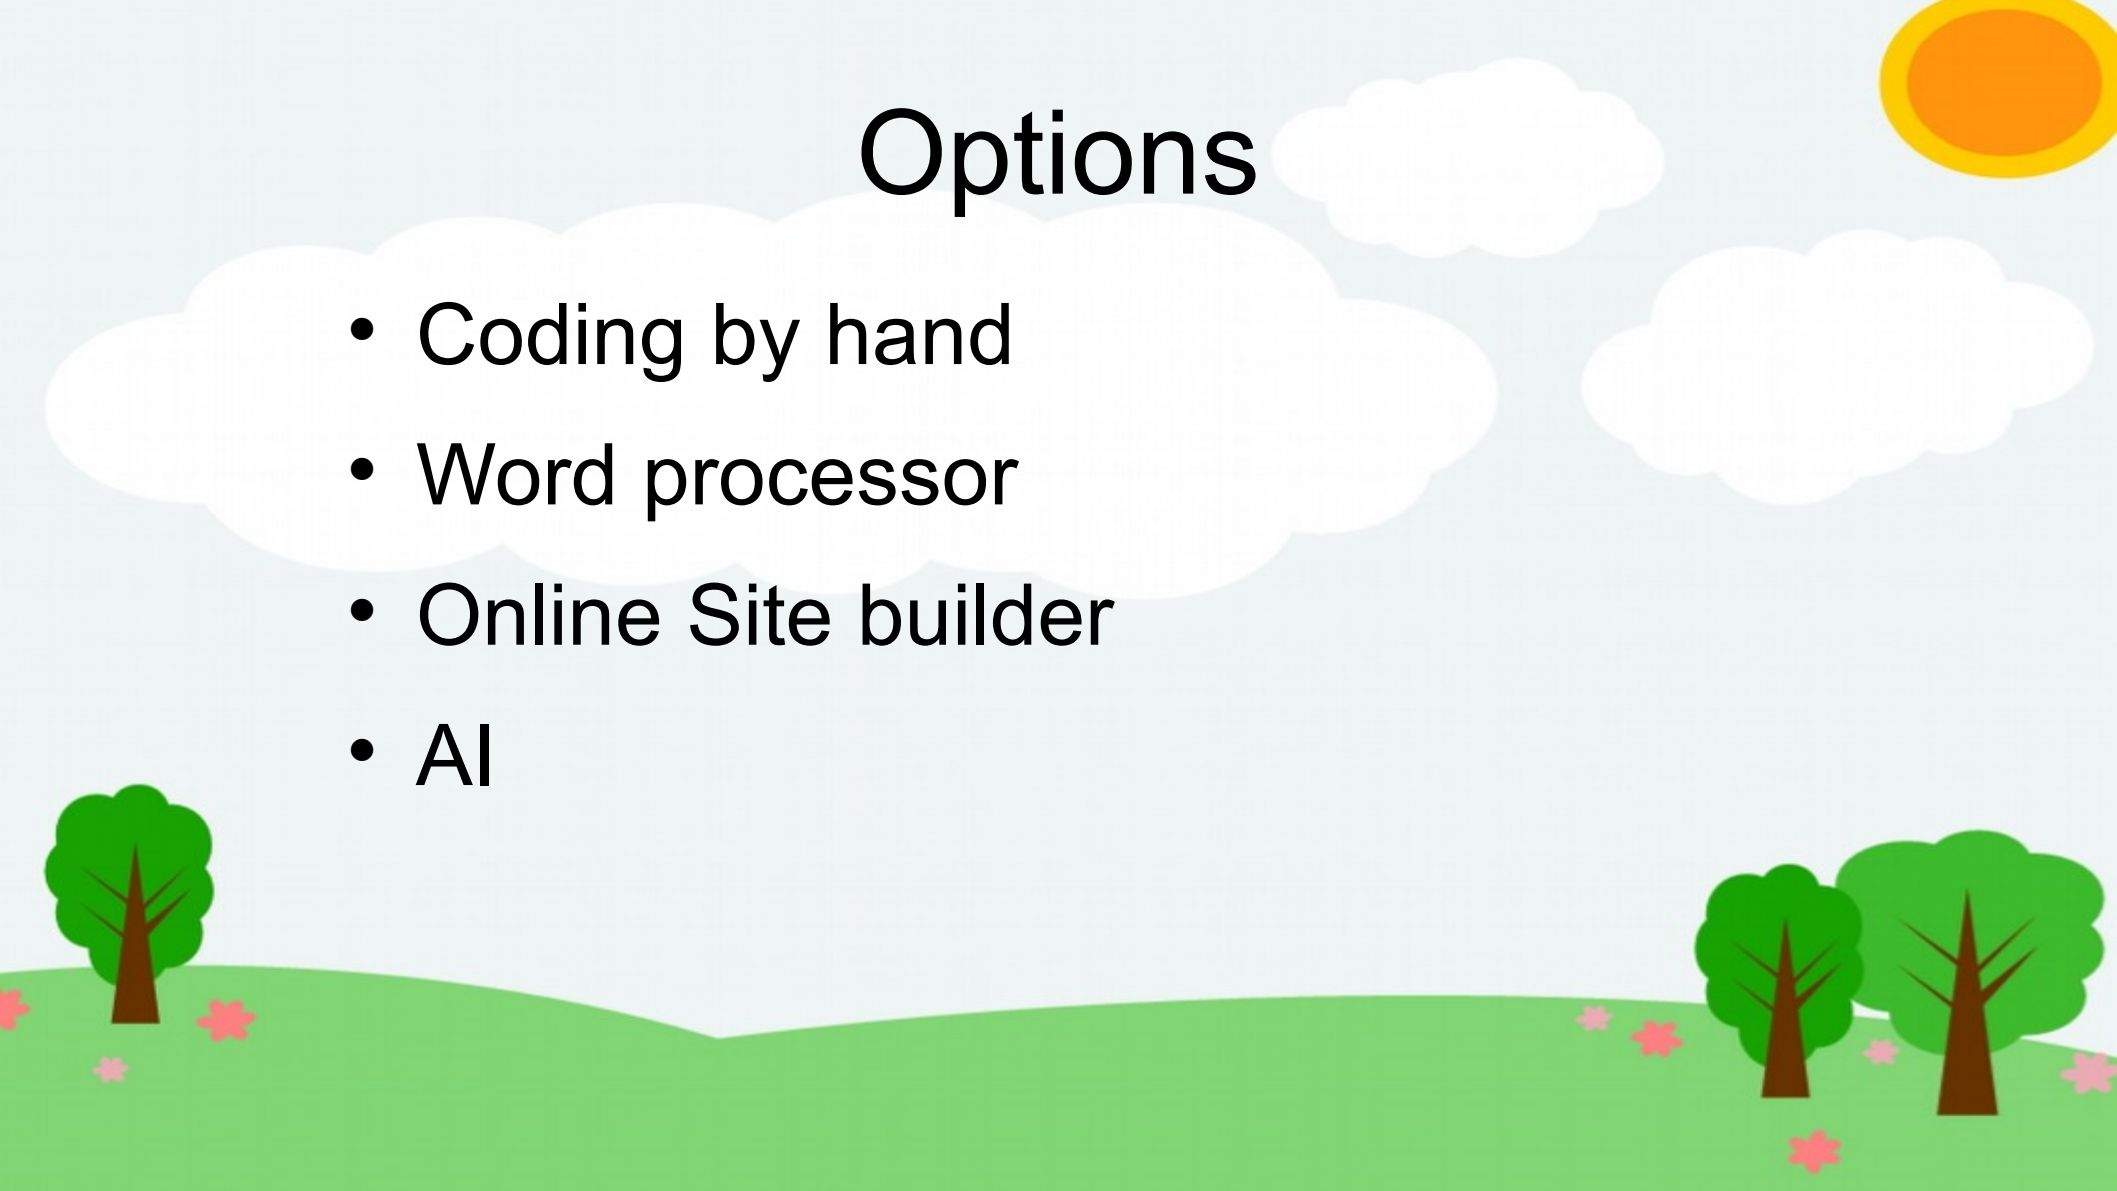 Options
• Coding by hand
• Word processor
• Online Site builder
• AI